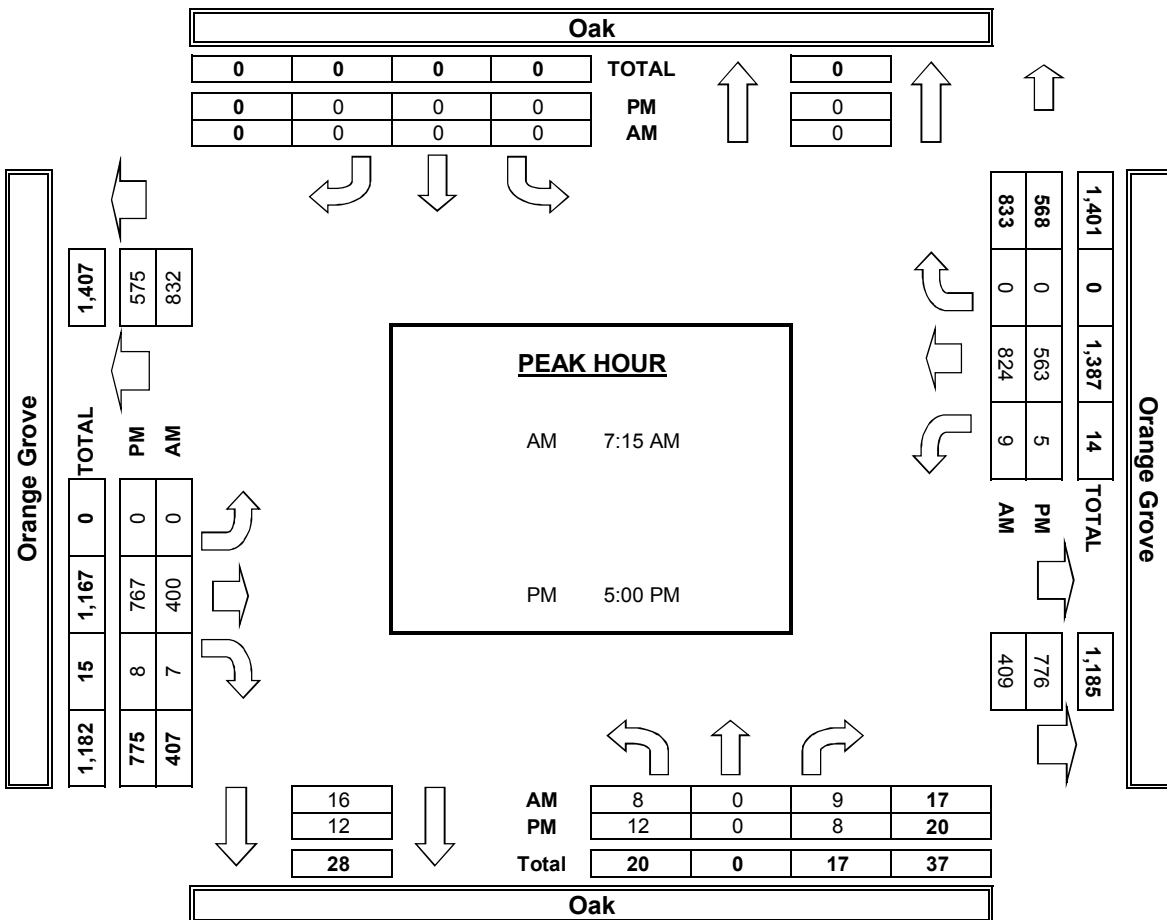 Oak
0 0 0 0 TOTAL 0
0 0 0 0 PM 0
0 0 0 0 AM 0
Orange Grove
1,407
575
832
TOTAL
PM
AM
0 1,167 15 1,182
0 767 8 775
0 400 7 407
PEAK HOUR
AM 7:15 AM
PM 5:00 PM
1,401 0 1,387 14 TOTAL
568 0 563 5 PM
833 0 824 9 AM
1,185
776
409
Orange Grove
16 AM 8 0 9 17
12 PM 12 0 8 20
28 Total 20 0 17 37
Oak